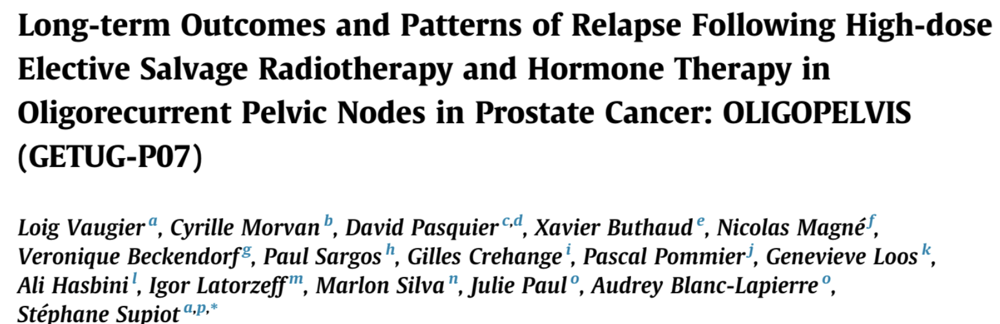 Long-term Outcomes and Patterns of Relapse Following High-dose
Elective Salvage Radiotherapy and Hormone Therapy in
Oligorecurrent Pelvic Nodes in Prostate Cancer: OLIGOPELVIS
(GETUG-P07)
Loig Vaugier a, Cyrille Morvan b, David Pasquier c,d, Xavier Buthaud e, Nicolas Magné f,
Veronique Beckendorf g, Paul Sargos h, Gilles Crehange i, Pascal Pommier j, Genevieve Loos k,
Ali Hasbini l, Igor Latorzeff m, Marlon Silva n, Julie Paul o, Audrey Blanc-Lapierre o,
Stéphane Supiot a,p,*